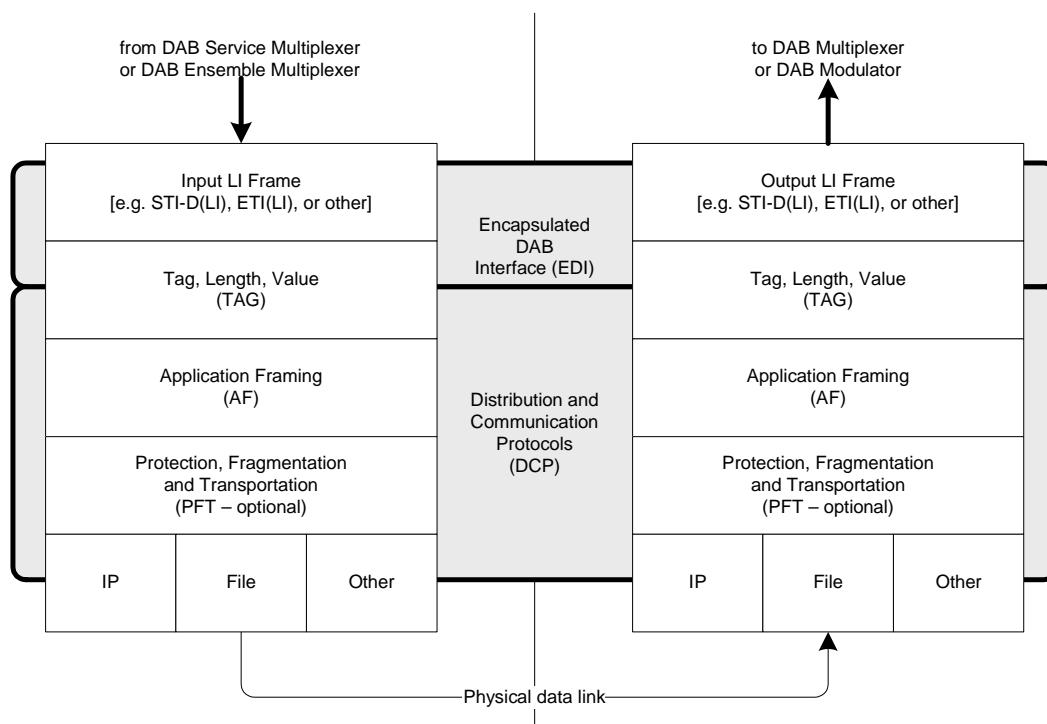 from DAB Service Multiplexer
or DAB Ensemble Multiplexer
to DAB Multiplexer
or DAB Modulator
Input LI Frame
[e.g. STI-D(LI), ETI(LI), or other]
Output LI Frame
[e.g. STI-D(LI), ETI(LI), or other]
Encapsulated
DAB
Interface (EDI)
Tag, Length, Value
(TAG)
Tag, Length, Value
(TAG)
Application Framing
(AF)
Distribution and
Communication
Protocols
(DCP)
Application Framing
(AF)
Protection, Fragmentation
and Transportation
(PFT – optional)
Protection, Fragmentation
and Transportation
(PFT – optional)
IP
File
Other
IP
File
Other
Physical data link